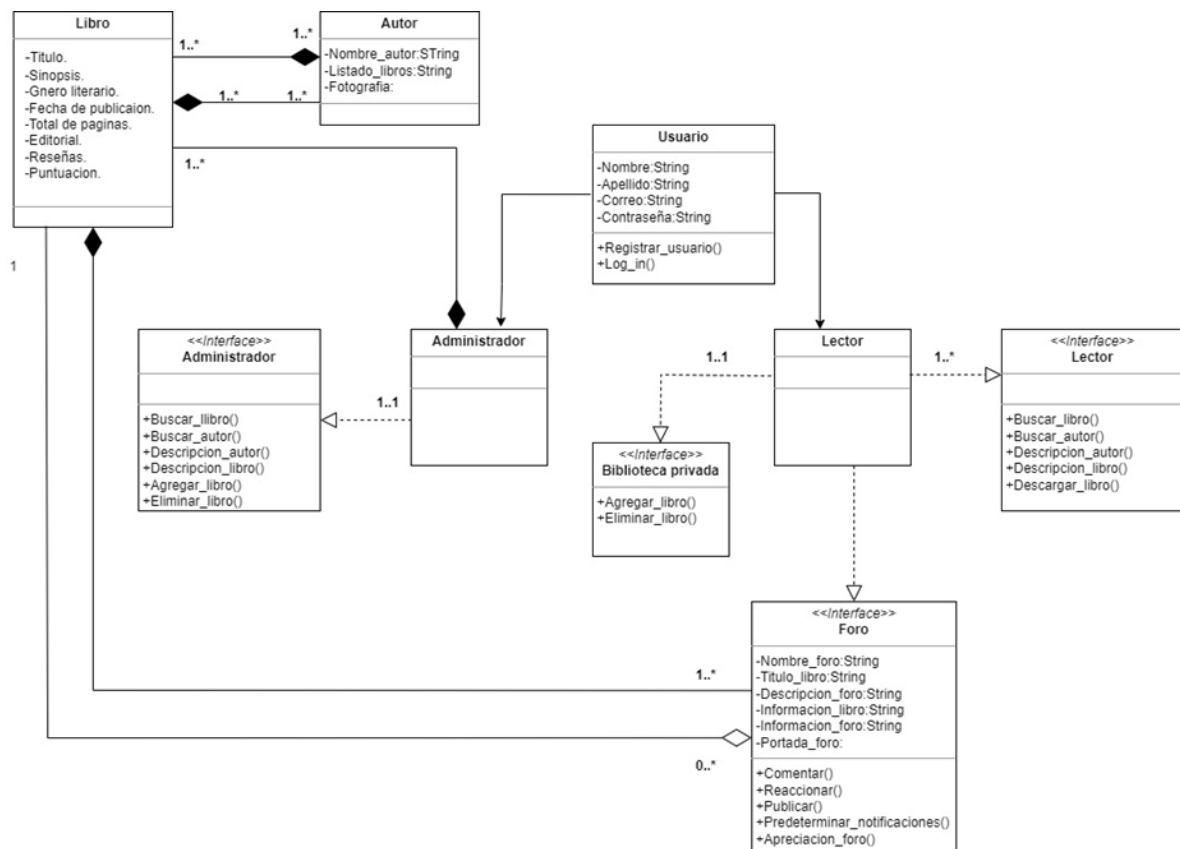 Libro
-Titulo.
-Sinopsis.
-Gnero literario.
-Fecha de publicaion.
-Total de paginas.
-Editorial.
-Reseñas.
-Puntuacion.
1..*
1..*
1..*
1..*
Autor
-Nombre_autor:STring
-Listado_libros:String
-Fotografia:
1..*
Usuario
-Nombre:String
-Apellido:String
-Correo:String
-Contraseña:String
+Registrar_usuario()
+Log_in()
1
<<Interface>>
Administrador
+Buscar_llibro()
+Buscar_autor()
+Descripcion_autor()
+Descripcion_libro()
+Agregar_libro()
+Eliminar_libro()
1..1
Administrador
1..1
Lector
1..*
<<Interface>>
Lector
+Buscar_libro()
+Buscar_autor()
+Descripcion_autor()
+Descripcion_libro()
+Descargar_libro()
<<Interface>>
Biblioteca privada
+Agregar_libro()
+Eliminar_libro()
1..*
0..*
<<Interface>>
Foro
-Nombre_foro:String
-Titulo_libro:String
-Descripcion_foro:String
-Informacion_libro:String
-Informacion_foro:String
-Portada_foro:
+Comentar()
+Reaccionar()
+Publicar()
+Predeterminar_notificaciones()
+Apreciacion_foro()